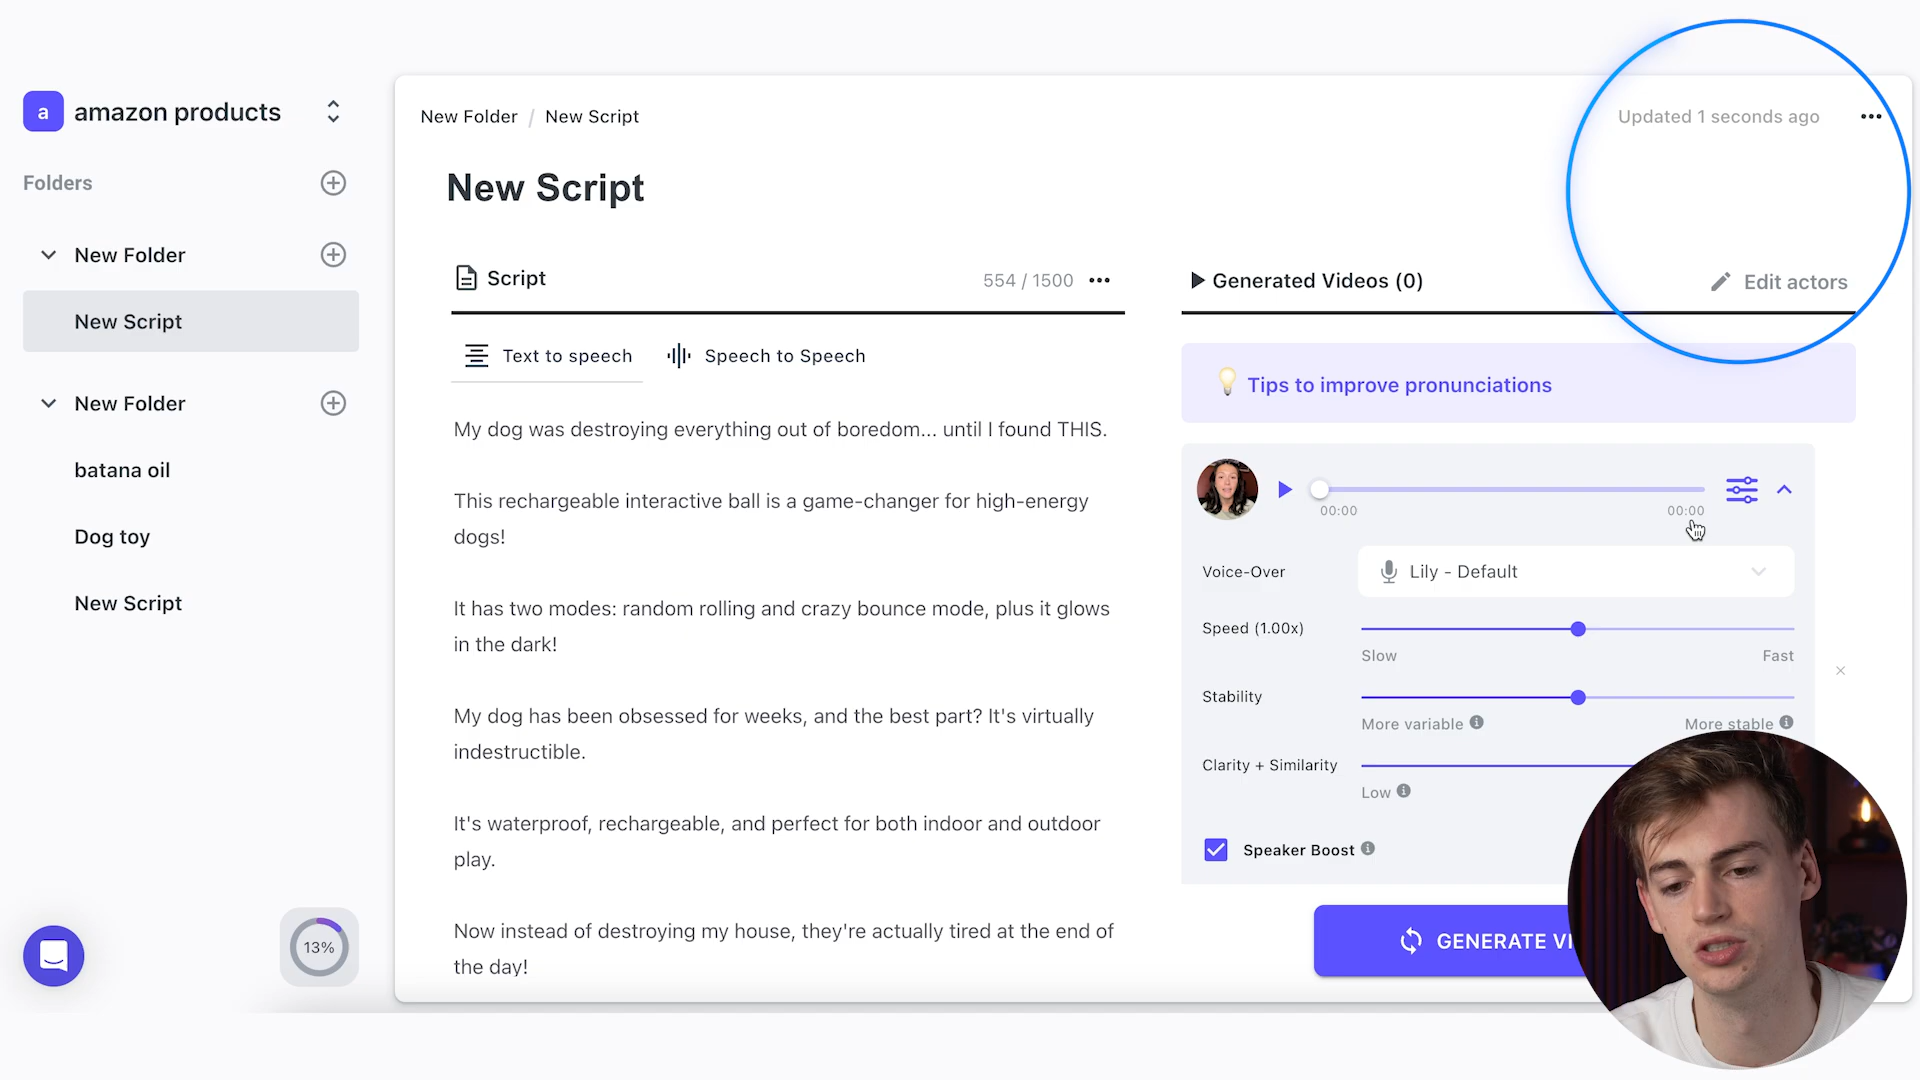 a amazon products
Folders
New Folder
New Script
New Folder
batana oil
Dog toy
New Script
13%
New Folder / New Script
Updated 1 seconds ago
New Script
Script
554 / 1500
Text to speech
Speech to Speech
My dog was destroying everything out of boredom... until I found THIS.
This rechargeable interactive ball is a game-changer for high-energy
dogs!
It has two modes: random rolling and crazy bounce mode, plus it glows
in the dark!
My dog has been obsessed for weeks, and the best part? It's virtually
indestructible.
It's waterproof, rechargeable, and perfect for both indoor and outdoor
play.
Now instead of destroying my house, they're actually tired at the end of
the day!
Generated Videos (0)
Edit actors
Tips to improve pronunciations
00:00
00:00
Voice-Over
Lily - Default
Speed (1.00x)
Slow
Fast
Stability
More variable
More stable
Clarity + Similarity
Low
Speaker Boost
GENERATE VI